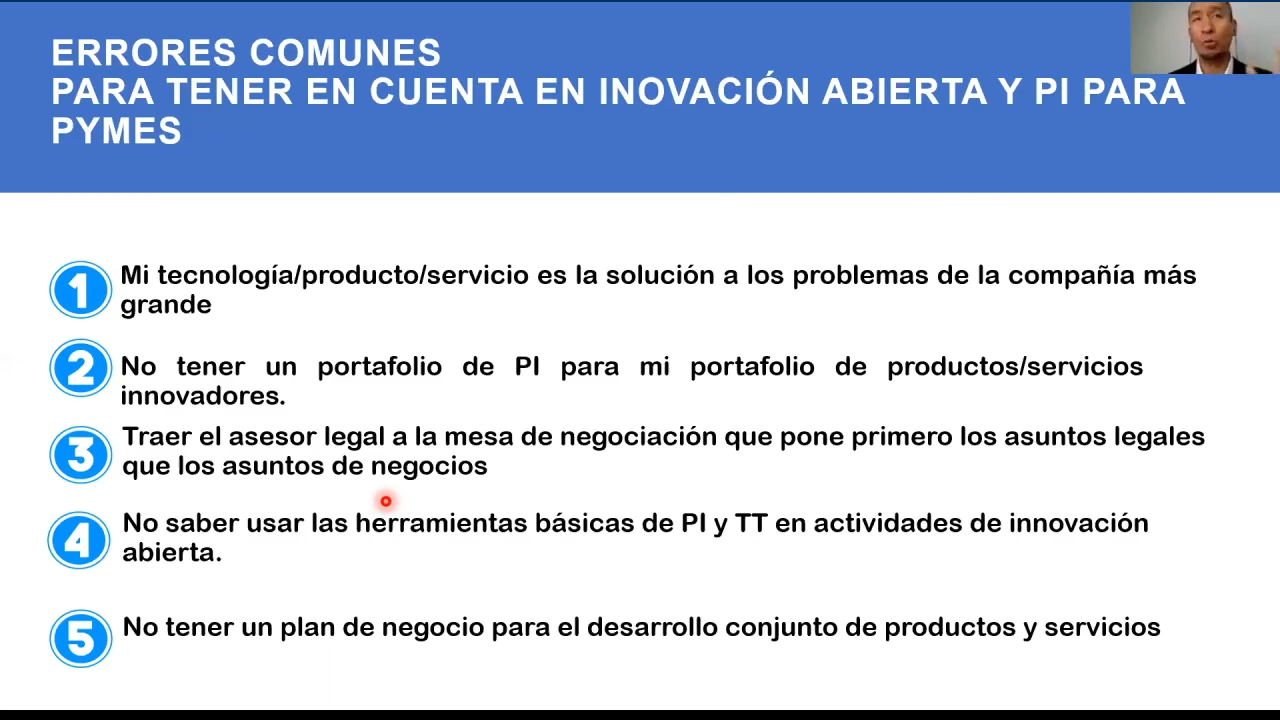 ERRORES COMUNES
PARA TENER EN CUENTA EN INOVACIÓN ABIERTA Y PI PARA
PYMES
1 Mi tecnología/producto/servicio es la solución a los problemas de la compañía más
grande
2 No tener un portafolio de PI para mi portafolio de productos/servicios
innovadores.
3 Traer el asesor legal a la mesa de negociación que pone primero los asuntos legales
que los asuntos de negocios
4 No saber usar las herramientas básicas de PI y TT en actividades de innovación
abierta.
5 No tener un plan de negocio para el desarrollo conjunto de productos y servicios